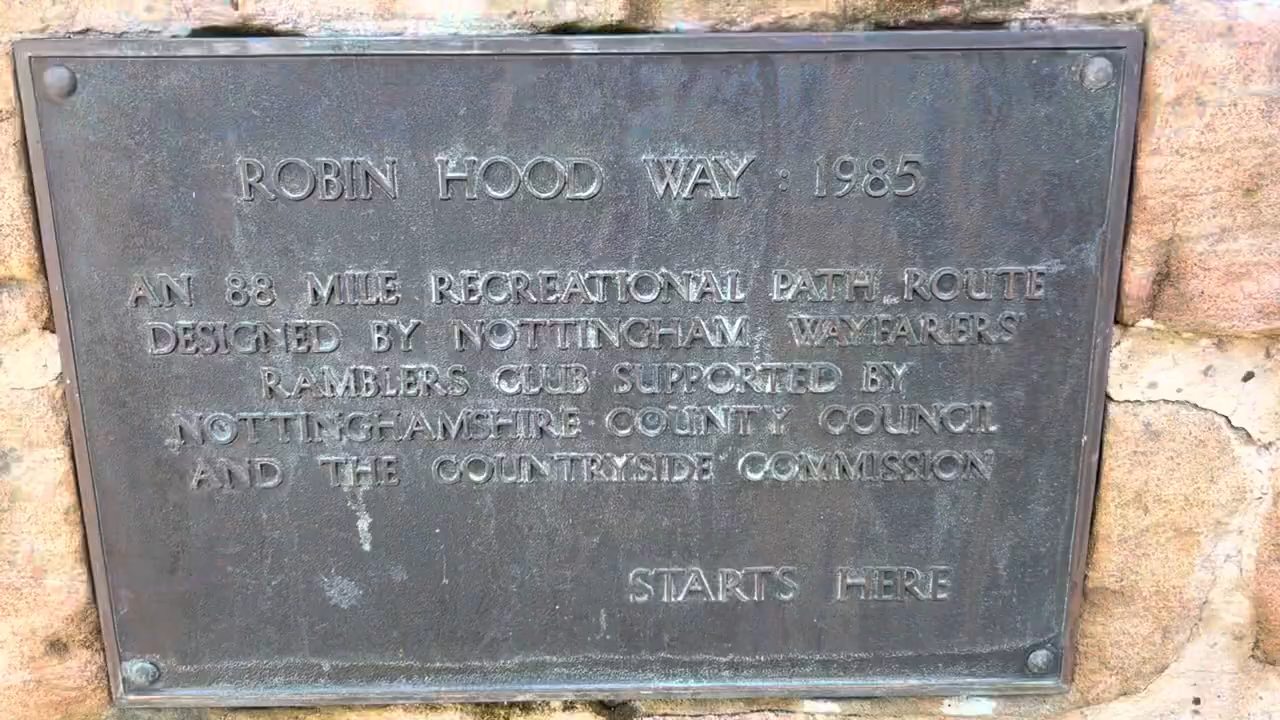 ROBIN HOOD WAY : 1985
AN 88 MILE RECREATIONAL PATH ROUTE
DESIGNED BY NOTTINGHAM WAYFARERS'
RAMBLERS CLUB SUPPORTED BY
NOTTINGHAMSHIRE COUNTY COUNCIL
AND THE COUNTRYSIDE COMMISSION
STARTS HERE